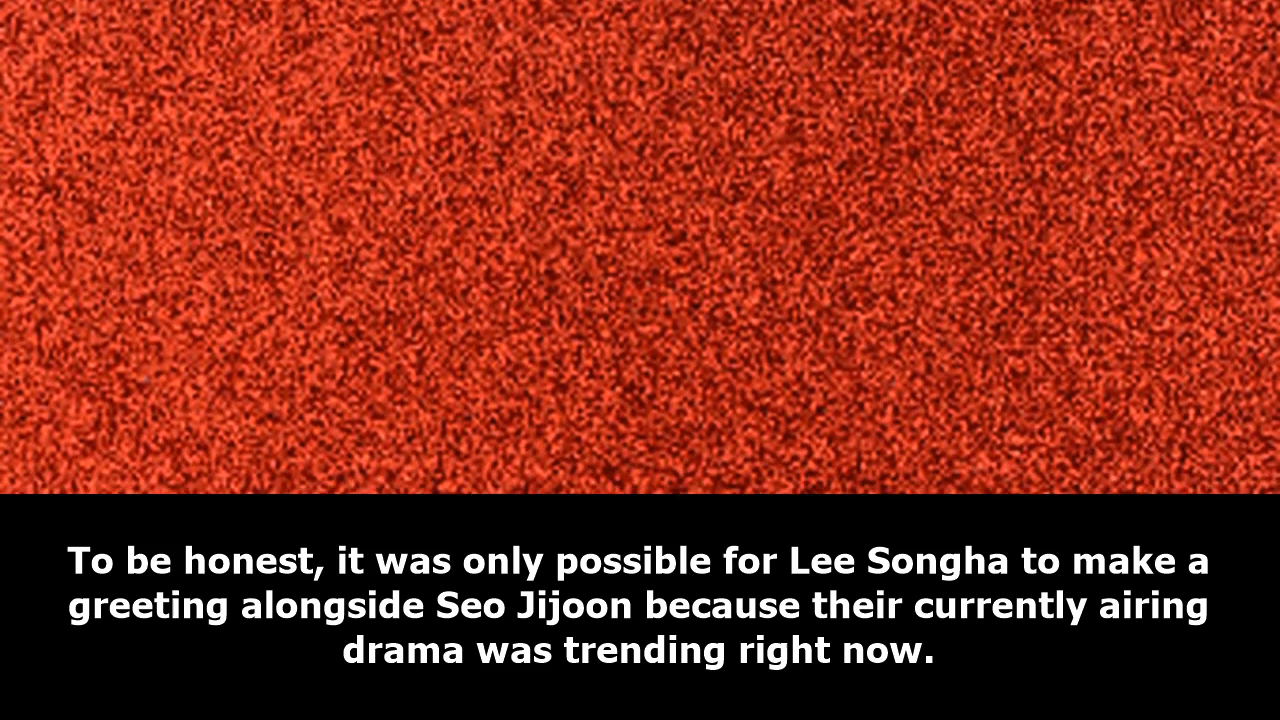 To be honest, it was only possible for Lee Songha to make a
greeting alongside Seo Jijoon because their currently airing
drama was trending right now.